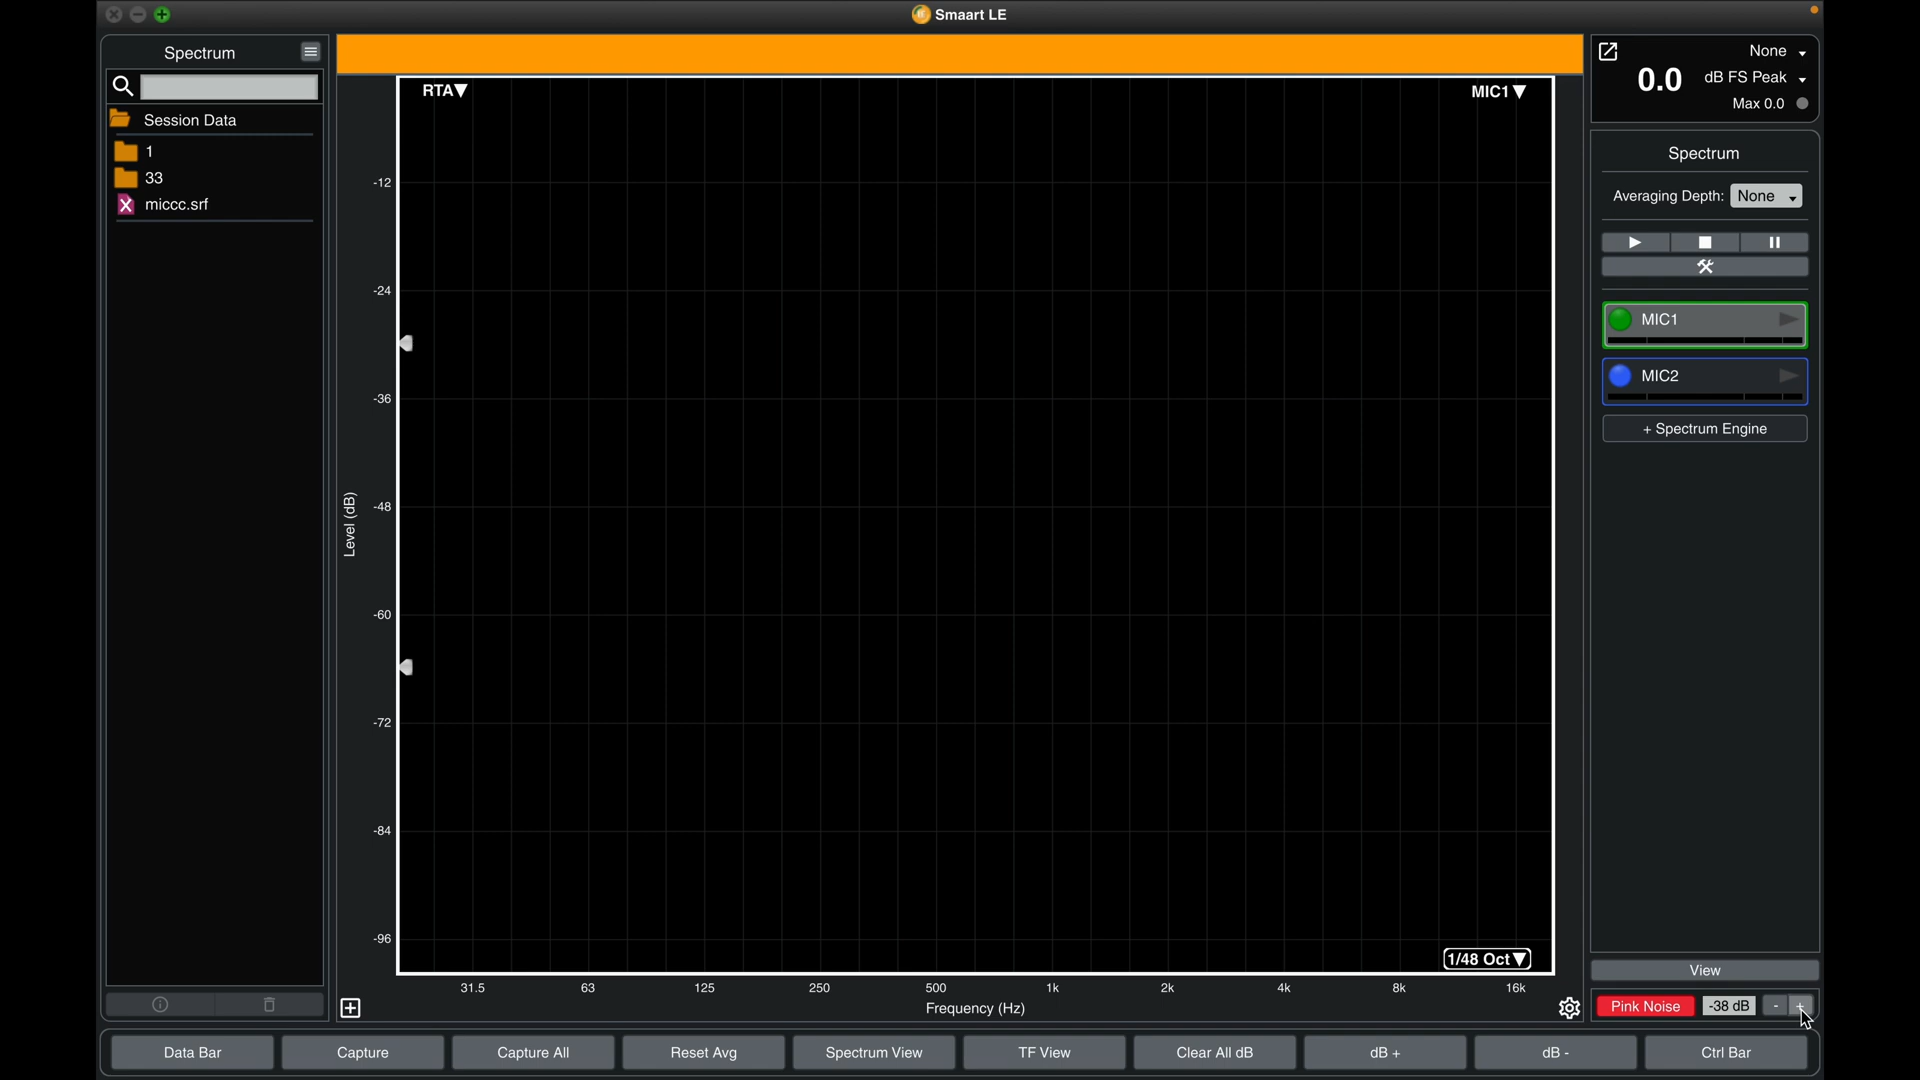 Smaart LE
Spectrum
Session Data
1
33
miccc.srf
RTA▼
MIC1▼
-12
-24
-36
-48
-60
-72
-84
-96
Level (dB)
1/48 Oct▼
31.5 63 125 250 500 1k 2k 4k 8k 16k
Frequency (Hz)
None
0.0 dB FS Peak
Max 0.0
Spectrum
Averaging Depth: None
MIC1
MIC2
+ Spectrum Engine
View
Pink Noise -38 dB - +
Data Bar Capture Capture All Reset Avg Spectrum View TF View Clear All dB dB + dB - Ctrl Bar